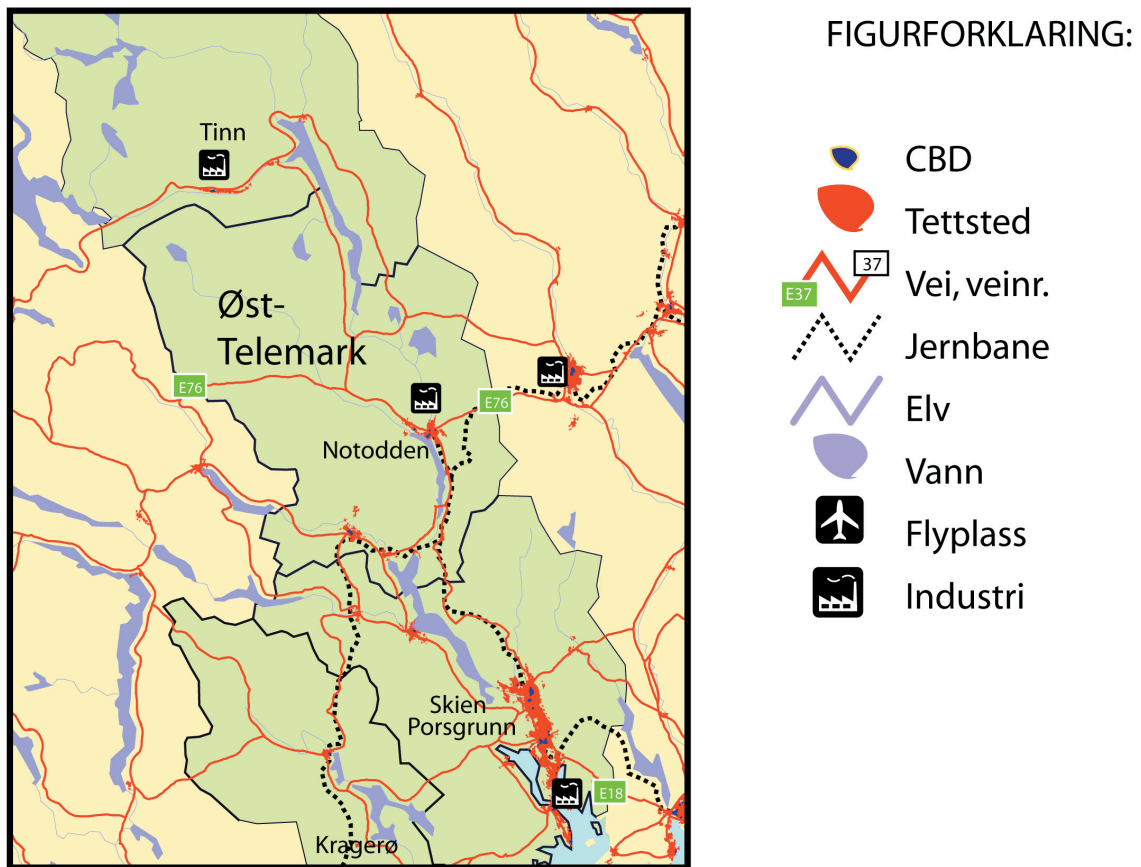 Tinn
Øst-
Telemark
E76
E76
Notodden
Skien
Porsgrunn
E18
Kragerø
FIGURFORKLARING:
CBD
Tettsted
37
E37
Vei, veinr.
Jernbane
Elv
Vann
Flyplass
Industri